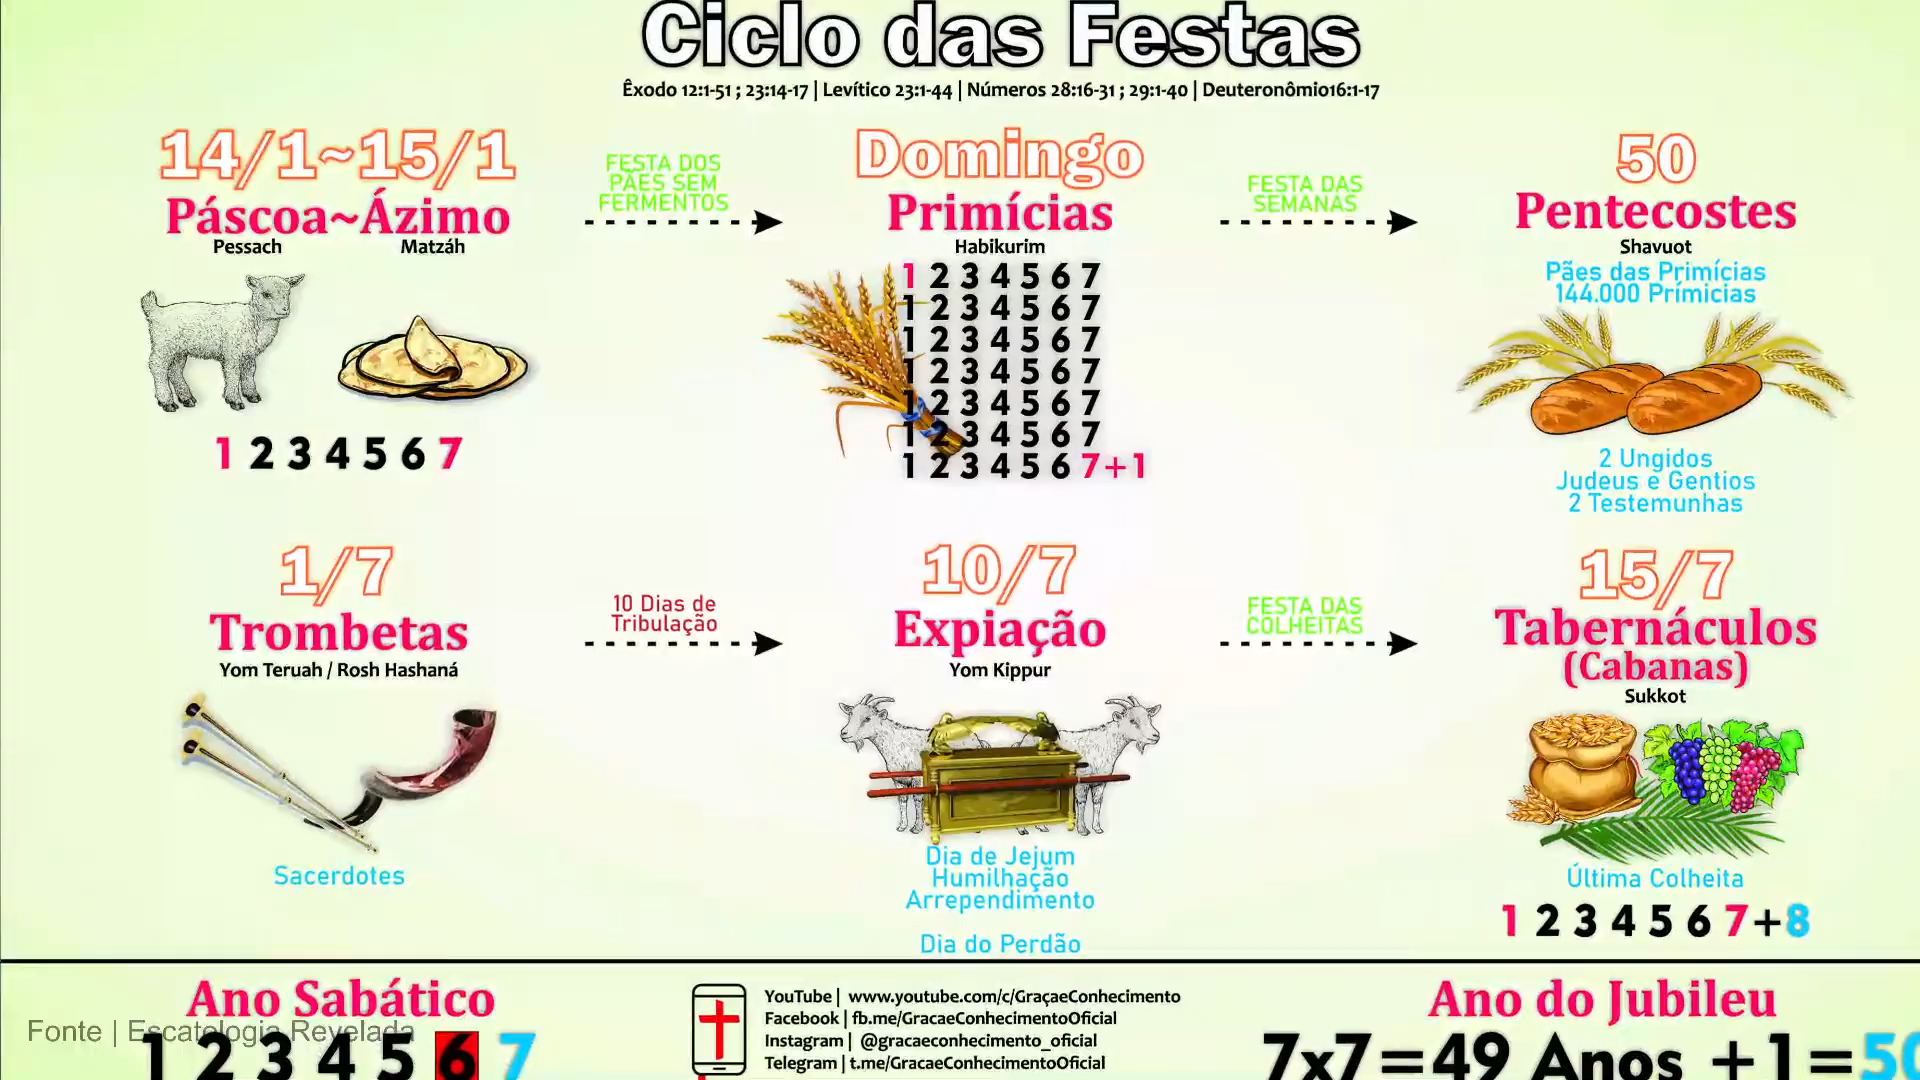 Ciclo das Festas
Êxodo 12:1-51 ; 23:14-17 | Levítico 23:1-44 | Números 28:16-31 ; 29:1-40 | Deuteronômio16:1-17
14/1~15/1
Páscoa~Ázimo
Pessach Matzáh
1 2 3 4 5 6 7
FESTA DOS
PÃES SEM
FERMENTOS
Domingo
Primícias
Habikurim
1 2 3 4 5 6 7
1 2 3 4 5 6 7
1 2 3 4 5 6 7
1 2 3 4 5 6 7
1 2 3 4 5 6 7
1 2 3 4 5 6 7
1 2 3 4 5 6 7+1
FESTA DAS
SEMANAS
50
Pentecostes
Shavuot
Pães das Primícias
144.000 Prímicias
2 Ungidos
Judeus e Gentios
2 Testemunhas
1/7
Trombetas
Yom Teruah / Rosh Hashaná
Sacerdotes
10 Dias de
Tribulação
10/7
Expiação
Yom Kippur
Dia de Jejum
Humilhação
Arrependimento
Dia do Perdão
FESTA DAS
COLHEITAS
15/7
Tabernáculos
(Cabanas)
Sukkot
Última Colheita
1 2 3 4 5 6 7+8
Ano Sabático
Fonte | Escatologia Revelada
1 2 3 4 5 6 7
YouTube | www.youtube.com/c/GraçaeConhecimento
Facebook | fb.me/GracaeConhecimentoOficial
Instagram | @gracaeconhecimento_oficial
Telegram | t.me/GracaeConhecimentoOficial
Ano do Jubileu
7x7=49 Anos +1=50